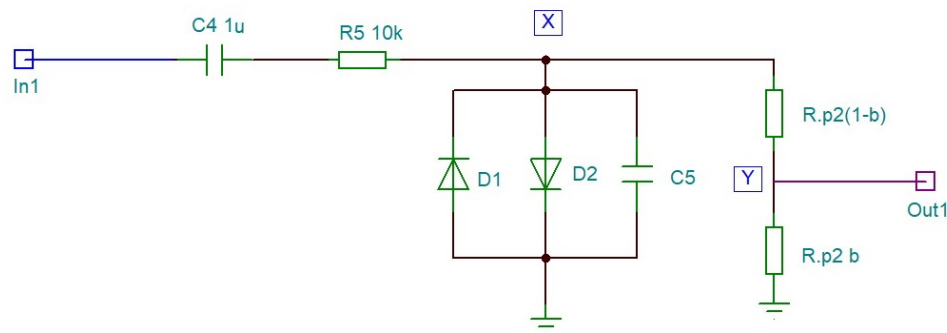 C4 1u
R5 10k
X
In1
R.p2(1-b)
D1
D2
C5
Y
Out1
R.p2 b